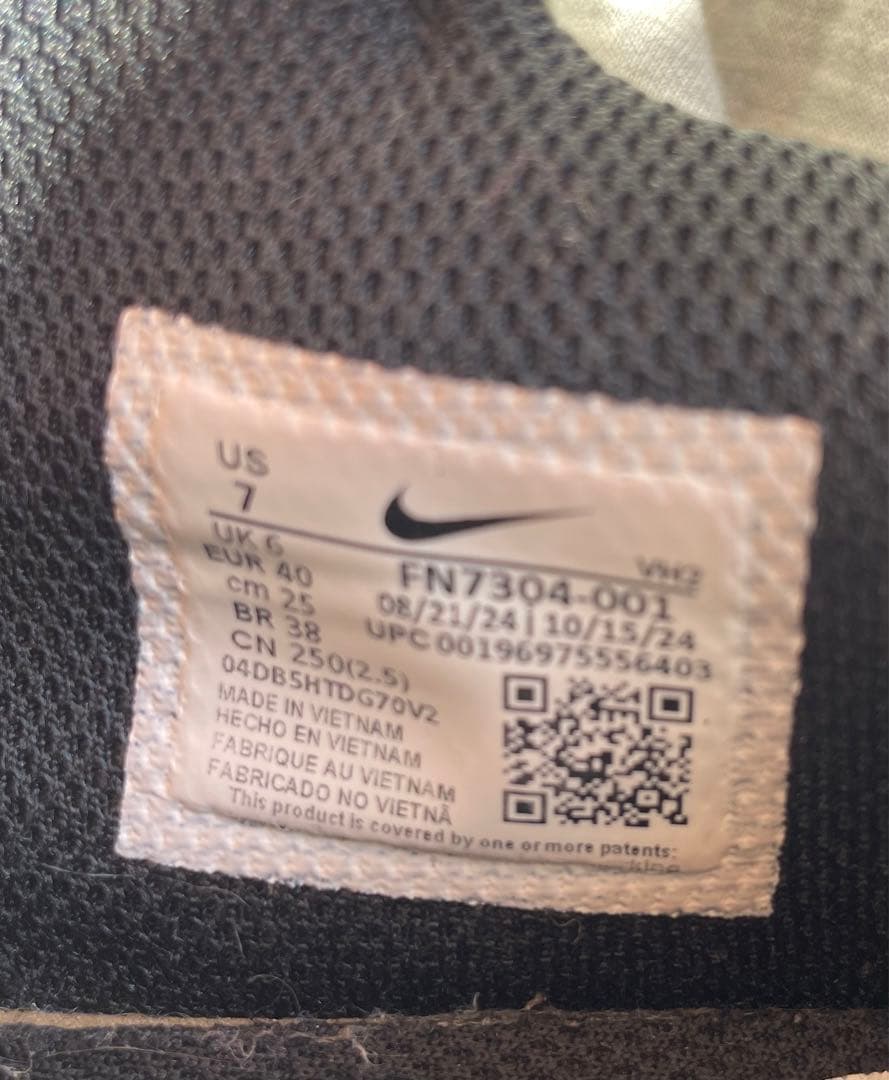 US
7
UK 6
EUR 40
cm 25
BR 38
CN 250(2.5)
VH2
FN7304-001
08/21/24 | 10/15/24
UPC 00196975556403
04DB5HTDG70V2
MADE IN VIETNAM
HECHO EN VIETNAM
FABRIQUE AU VIETNAM
FABRICADO NO VIETNÃ
This product is covered by one or more patents: